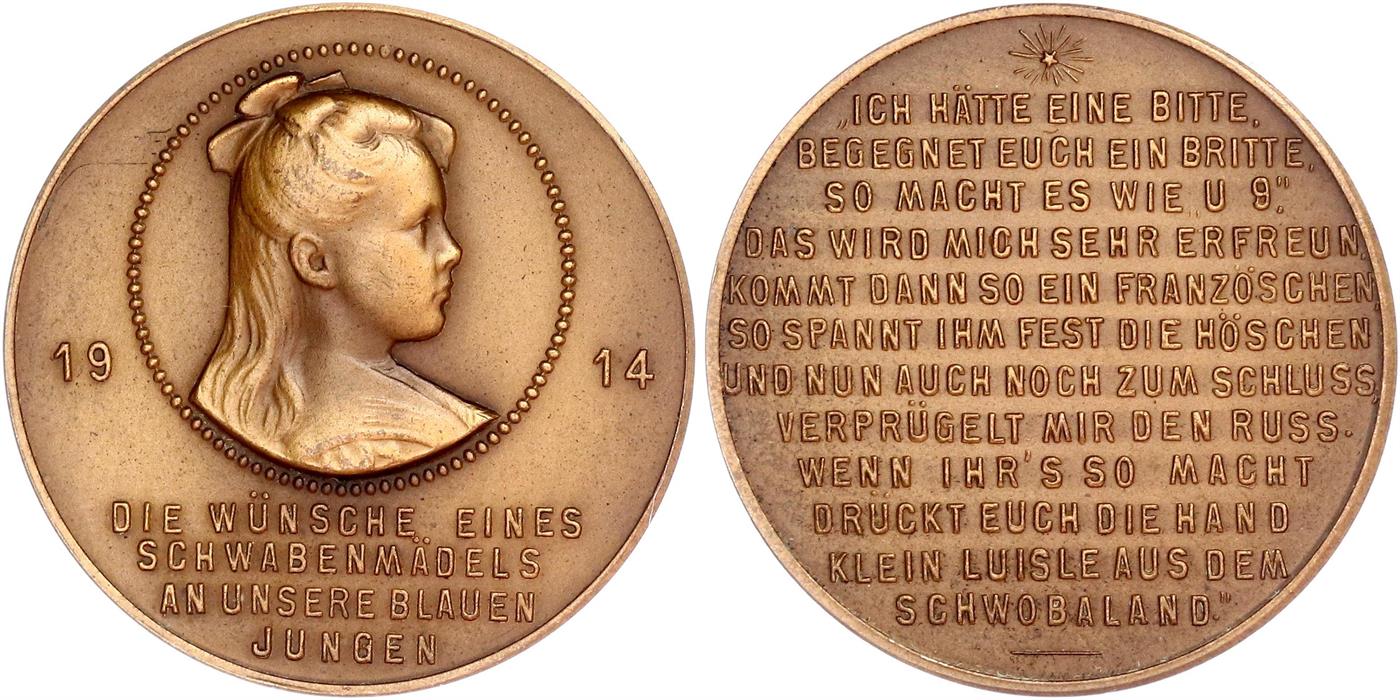 19 14
DIE WÜNSCHE EINES
SCHWABENMÄDELS
AN UNSERE BLAUEN
JUNGEN
„ICH HÄTTE EINE BITTE,
BEGEGNET EUCH EIN BRITTE,
SO MACHT ES WIE „U 9",
DAS WIRD MICH SEHR ERFREUN,
KOMMT DANN SO EIN FRANZÖSCHEN,
SO SPANNT IHM FEST DIE HÖSCHEN
UND NUN AUCH NOCH ZUM SCHLUSS,
VERPRÜGELT MIR DEN RUSS.
WENN IHR'S SO MACHT
DRÜCKT EUCH DIE HAND
KLEIN LUISLE AUS DEM
SCHWOBALAND."